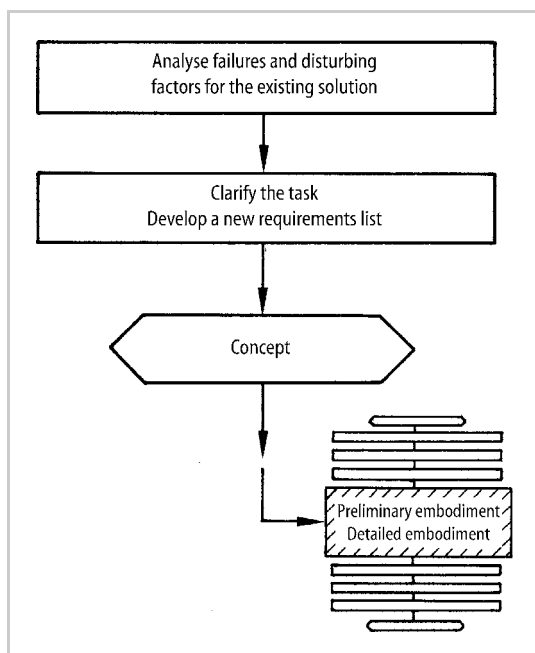 Analyse failures and disturbing
factors for the existing solution
Clarify the task
Develop a new requirements list
Concept
Preliminary embodiment
Detailed embodiment